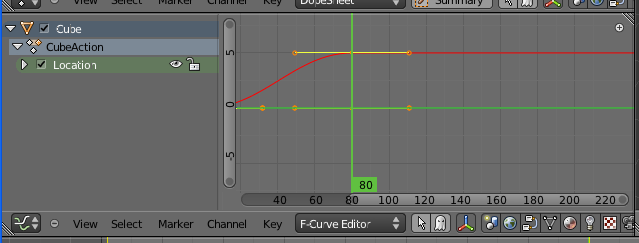 View Select Marker Channel Key DopeSheet Summary
Cube
CubeAction
Location
5
0
-5
80
40 60 80 100 120 140 160 180 200 220
View Select Marker Channel Key F-Curve Editor